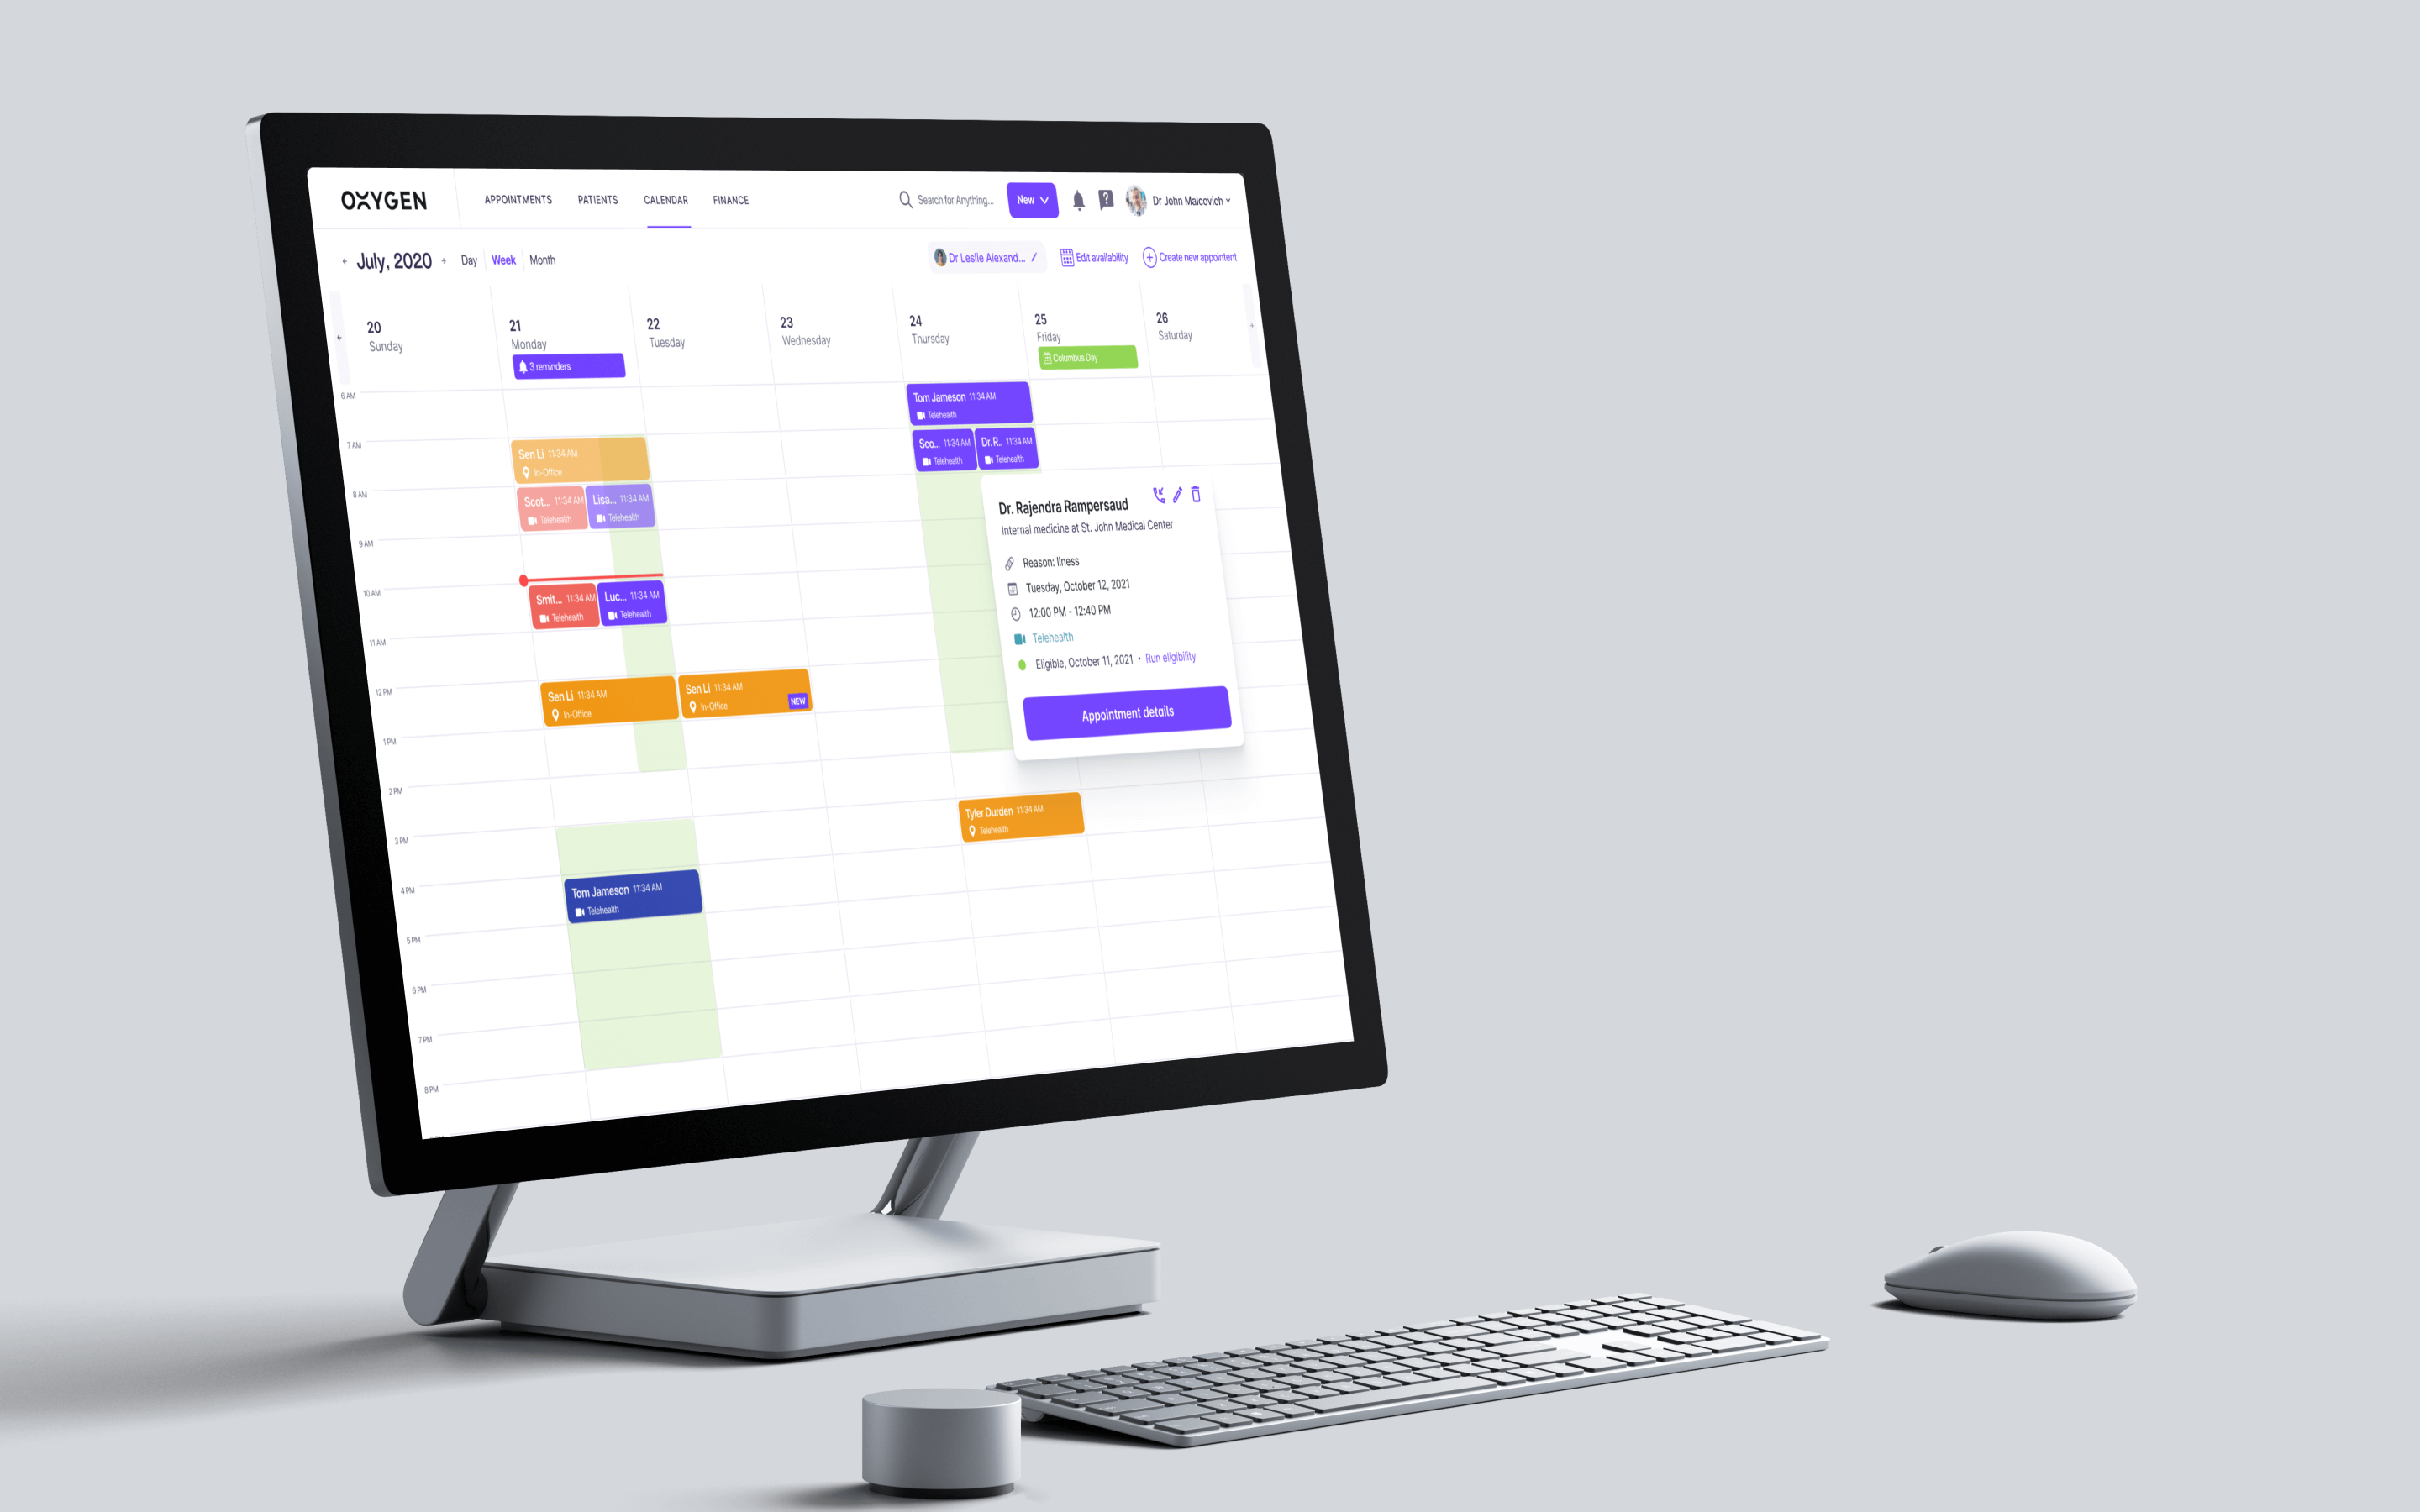 OXYGEN
APPOINTMENTS PATIENTS CALENDAR FINANCE
Search for Anything... New Dr John Malcovich
July, 2020 Day Week Month
Dr Leslie Alexand... Edit availability Create new appointent
20 Sunday
21 Monday
3 reminders
22 Tuesday
23 Wednesday
24 Thursday
25 Friday
Columbus Day
26 Saturday
6 AM
7 AM
8 AM
9 AM
10 AM
11 AM
12 PM
1 PM
2 PM
3 PM
4 PM
5 PM
6 PM
7 PM
8 PM
Sen Li 11:34 AM
In-Office
Scot... 11:34 AM
Telehealth
Lisa... 11:34 AM
Telehealth
Smit... 11:34 AM
Telehealth
Luc... 11:34 AM
Telehealth
Sen Li 11:34 AM
In-Office
Sen Li 11:34 AM
In-Office
NEW
Tom Jameson 11:34 AM
Telehealth
Tom Jameson 11:34 AM
Telehealth
Sco... 11:34 AM
Telehealth
Dr. R.. 11:34 AM
Telehealth
Tyler Durden 11:34 AM
Telehealth
Dr. Rajendra Rampersaud
Internal medicine at St. John Medical Center
Reason: Ilness
Tuesday, October 12, 2021
12:00 PM - 12:40 PM
Telehealth
Eligible, October 11, 2021 • Run eligibility
Appointment details